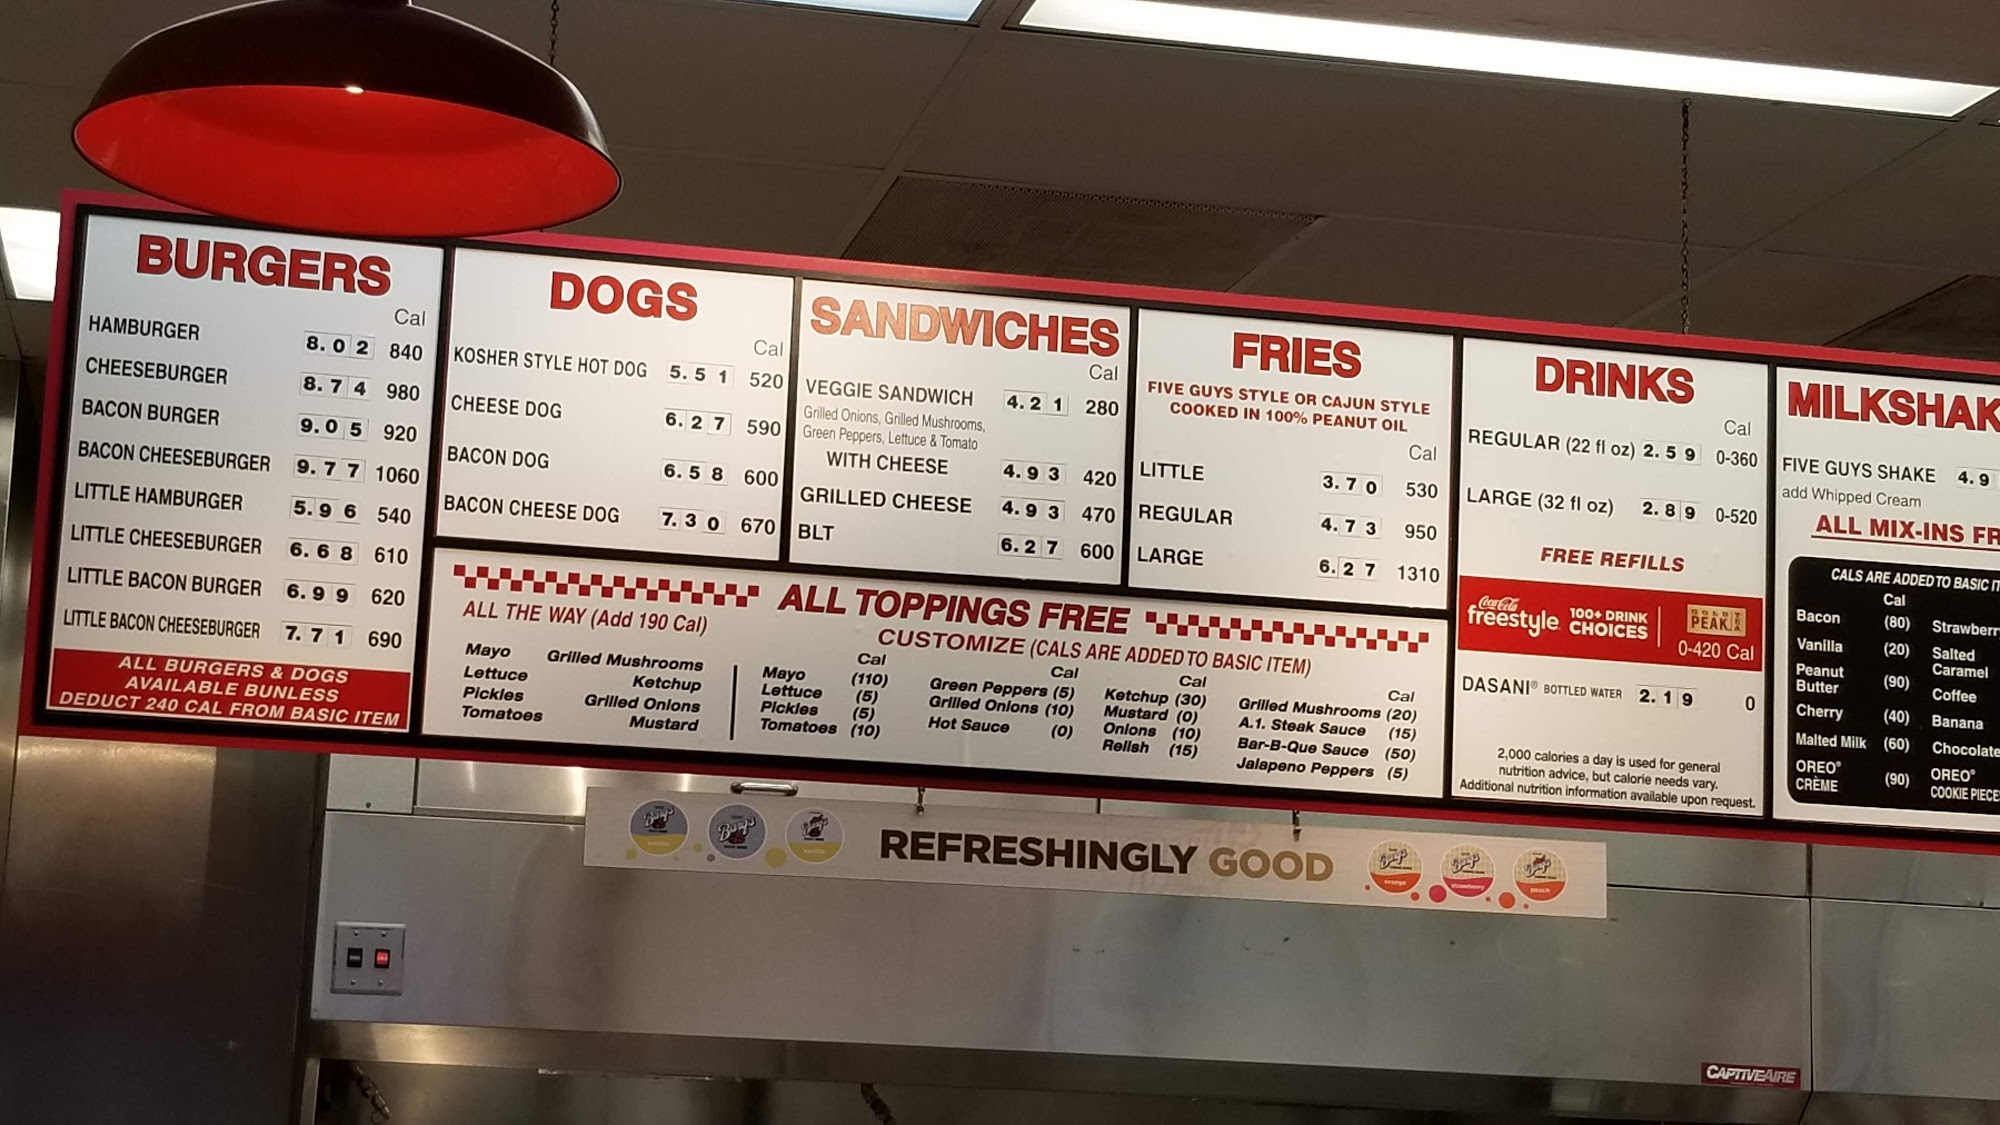 BURGERS
Cal
HAMBURGER 8.02 840
CHEESEBURGER 8.74 980
BACON BURGER 9.05 920
BACON CHEESEBURGER 9.77 1060
LITTLE HAMBURGER 5.96 540
LITTLE CHEESEBURGER 6.68 610
LITTLE BACON BURGER 6.99 620
LITTLE BACON CHEESEBURGER 7.71 690
ALL BURGERS & DOGS
AVAILABLE BUNLESS
DEDUCT 240 CAL FROM BASIC ITEM
DOGS
Cal
KOSHER STYLE HOT DOG 5.51 520
CHEESE DOG 6.27 590
BACON DOG 6.58 600
BACON CHEESE DOG 7.30 670
SANDWICHES
Cal
VEGGIE SANDWICH 4.21 280
Grilled Onions, Grilled Mushrooms,
Green Peppers, Lettuce & Tomato
WITH CHEESE 4.93 420
GRILLED CHEESE 4.93 470
BLT 6.27 600
FRIES
FIVE GUYS STYLE OR CAJUN STYLE
COOKED IN 100% PEANUT OIL
Cal
LITTLE 3.70 530
REGULAR 4.73 950
LARGE 6.27 1310
ALL TOPPINGS FREE
ALL THE WAY (Add 190 Cal)
Mayo Grilled Mushrooms
Lettuce Ketchup
Pickles Grilled Onions
Tomatoes Mustard
CUSTOMIZE (CALS ARE ADDED TO BASIC ITEM)
Cal
Mayo (110)
Lettuce (5)
Pickles (5)
Tomatoes (10)
Cal
Green Peppers (5)
Grilled Onions (10)
Hot Sauce (0)
Cal
Ketchup (30)
Mustard (0)
Onions (10)
Relish (15)
Cal
Grilled Mushrooms (20)
A.1. Steak Sauce (15)
Bar-B-Que Sauce (50)
Jalapeno Peppers (5)
DRINKS
Cal
REGULAR (22 fl oz) 2.59 0-360
LARGE (32 fl oz) 2.89 0-520
FREE REFILLS
Coca-Cola
freestyle
100+ DRINK
CHOICES
GOLD
PEAK
TEA
0-420 Cal
DASANI® BOTTLED WATER 2.19 0
2,000 calories a day is used for general
nutrition advice, but calorie needs vary.
Additional nutrition information available upon request.
MILKSHAK
FIVE GUYS SHAKE 4.9
add Whipped Cream
ALL MIX-INS FR
CALS ARE ADDED TO BASIC IT
Cal
Bacon (80)
Vanilla (20)
Peanut
Butter (90)
Cherry (40)
Malted Milk (60)
OREO®
CRÈME (90)
Strawberry
Salted
Caramel
Coffee
Banana
Chocolate
OREO®
COOKIE PIECES
REFRESHINGLY GOOD
Barq's
Barq's
Barq's
Barq's
orange
Barq's
strawberry
Barq's
peach
CAPTIVEAIRE